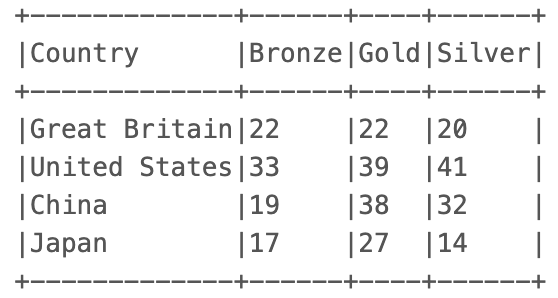 +-------------+------+----+------+
|Country      |Bronze|Gold|Silver|
+-------------+------+----+------+
|Great Britain|22    |22  |20    |
|United States|33    |39  |41    |
|China        |19    |38  |32    |
|Japan        |17    |27  |14    |
+-------------+------+----+------+